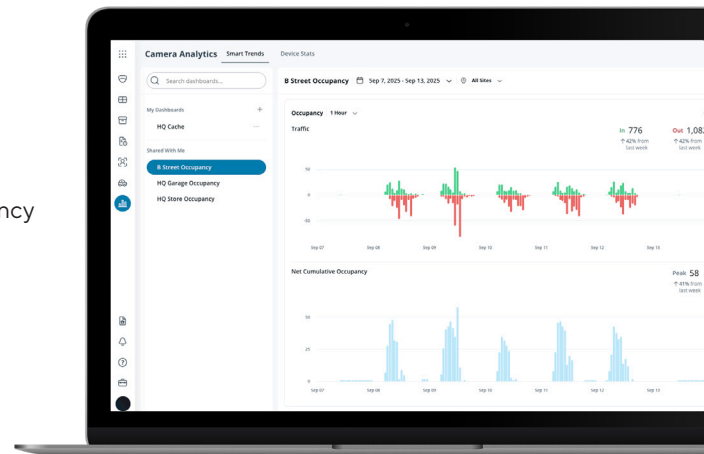 ncy
Camera Analytics Smart Trends Device Stats
Search dashboards...
My Dashboards +
HQ Cache ...
Shared With Me
B Street Occupancy
HQ Garage Occupancy
HQ Store Occupancy
B Street Occupancy Sep 7, 2025 - Sep 13, 2025 All Sites
Occupancy 1 Hour
Traffic
In 776
↑ 42% from
last week
Out 1,082
↑ 42% from
last week
50
0
-50
Sep 07 Sep 08 Sep 09 Sep 10 Sep 11 Sep 12 Sep 13
Net Cumulative Occupancy
Peak 58
↑ 41% from
last week
50
25
0
Sep 07 Sep 08 Sep 09 Sep 10 Sep 11 Sep 12 Sep 13